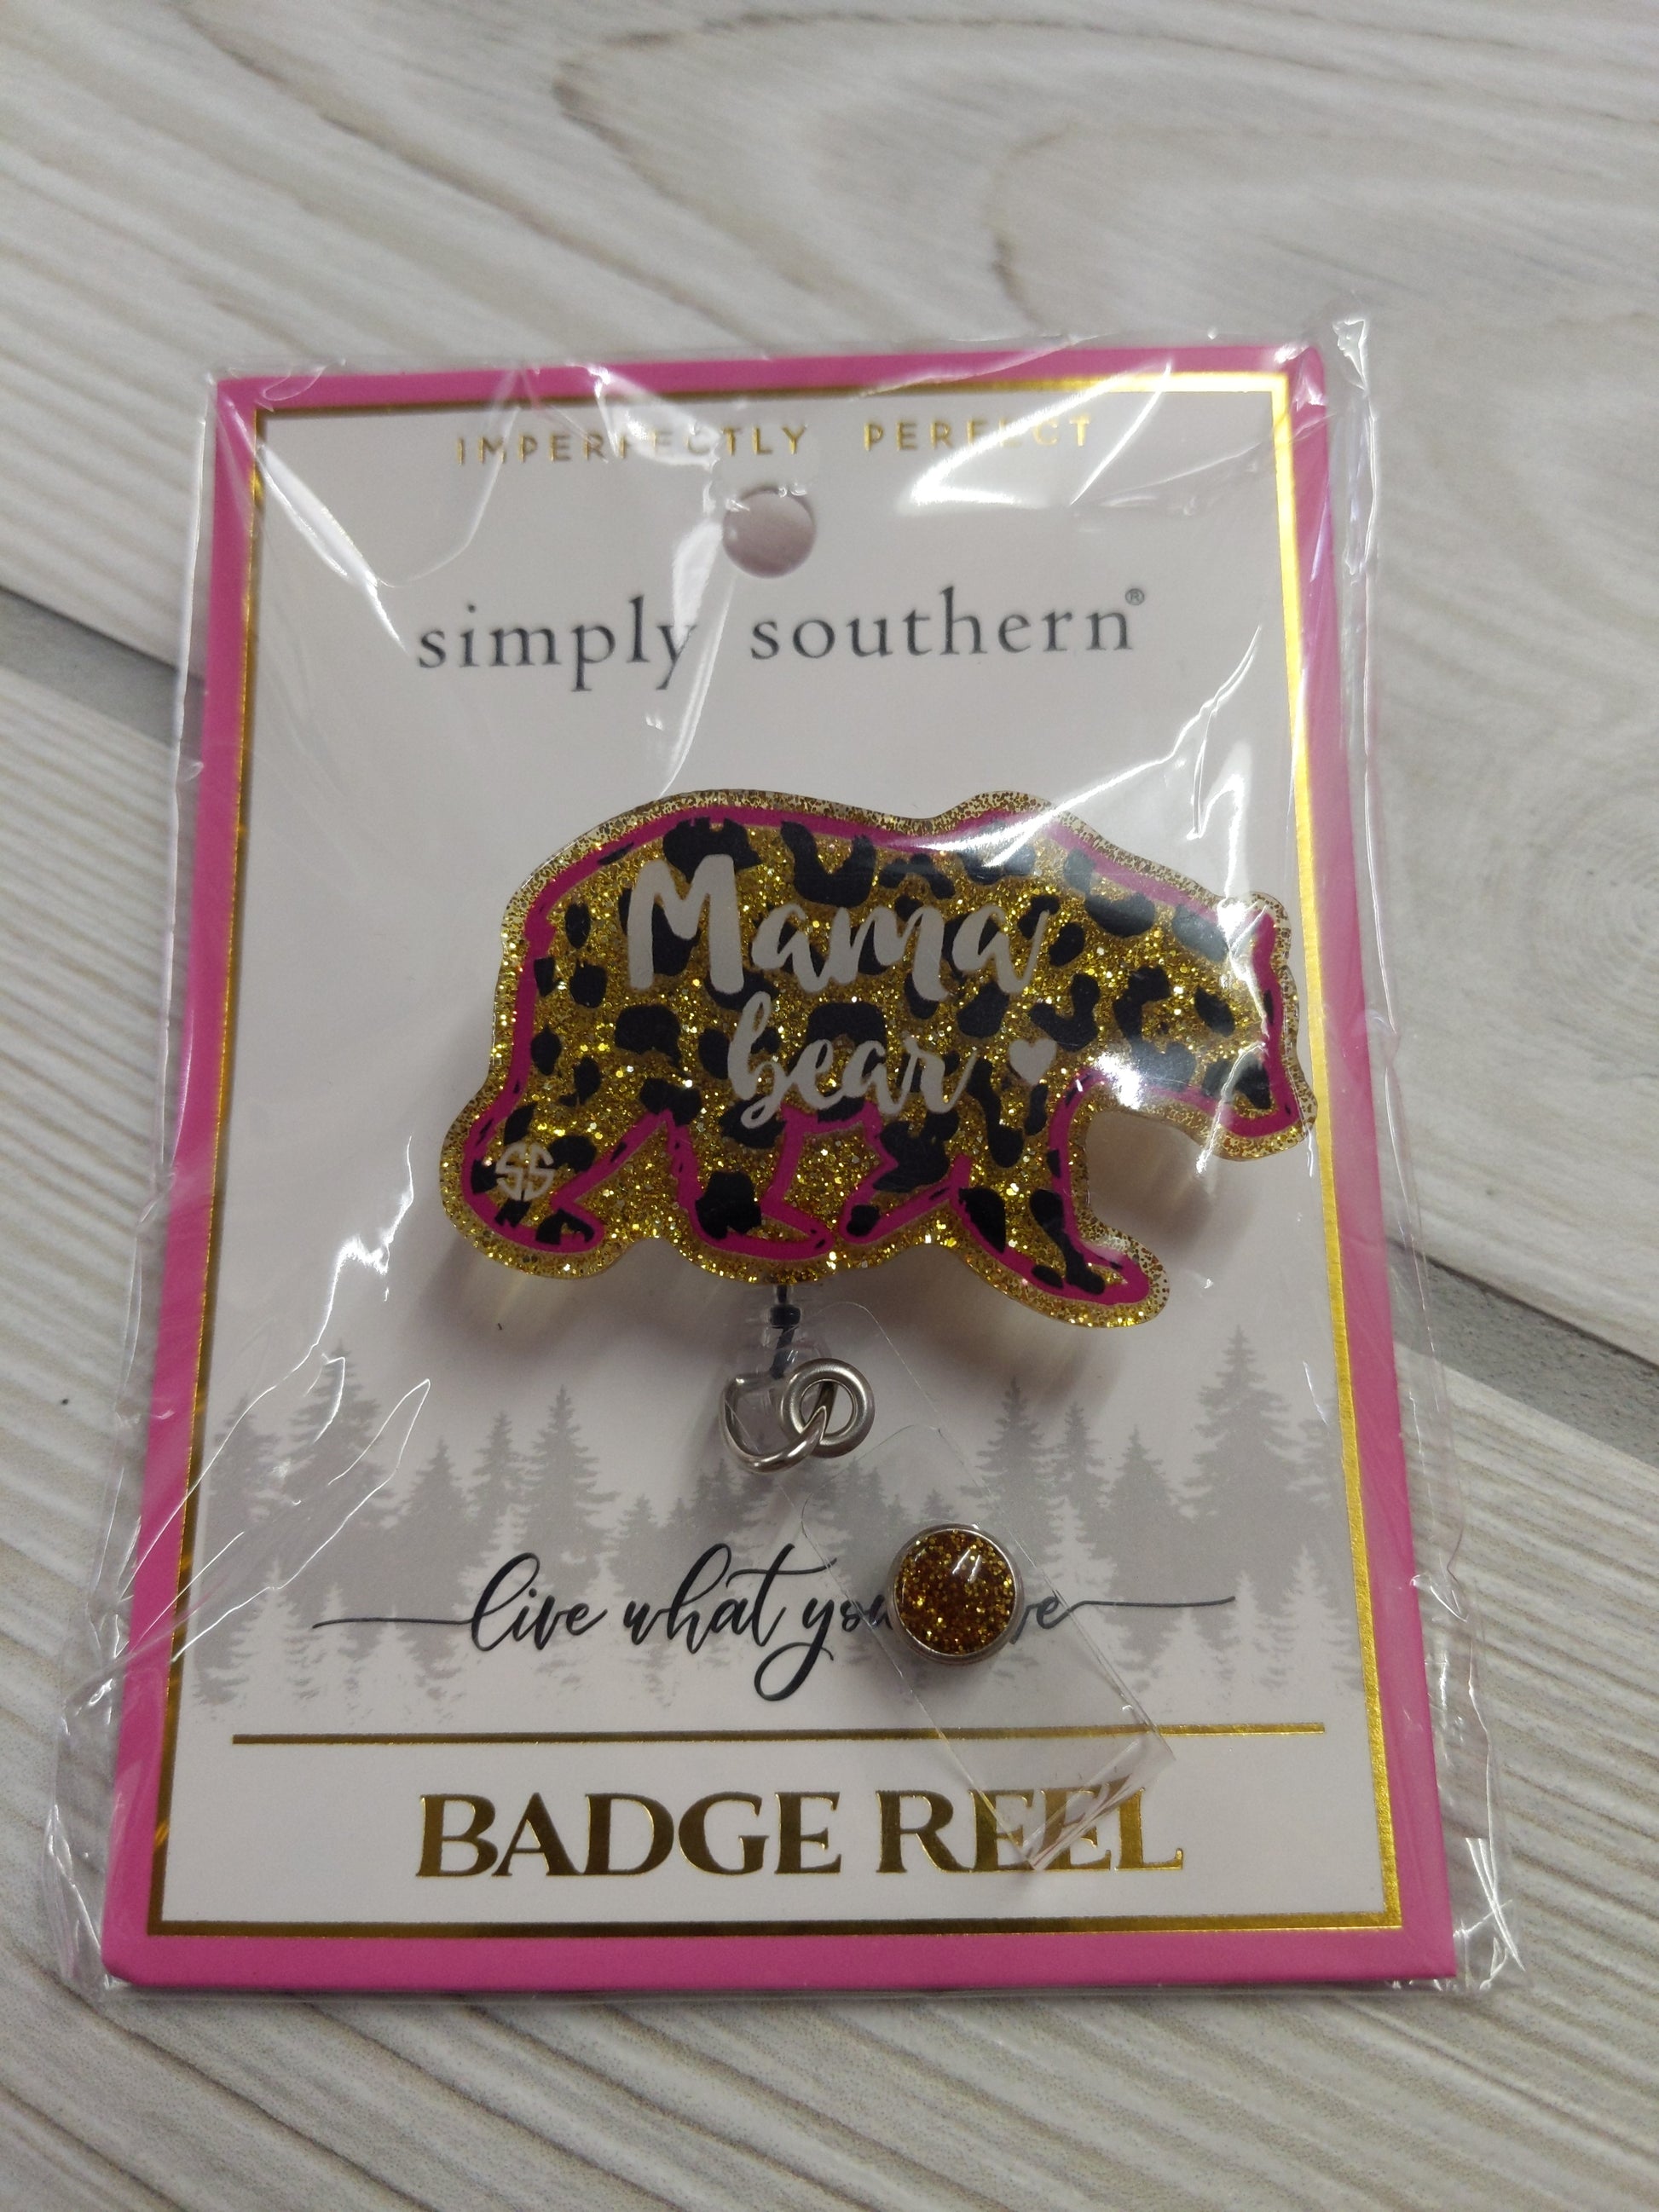 IMPERFECTLY PERFECT
simply southern®
Mama
bear
SS
live what you
BADGE REEL